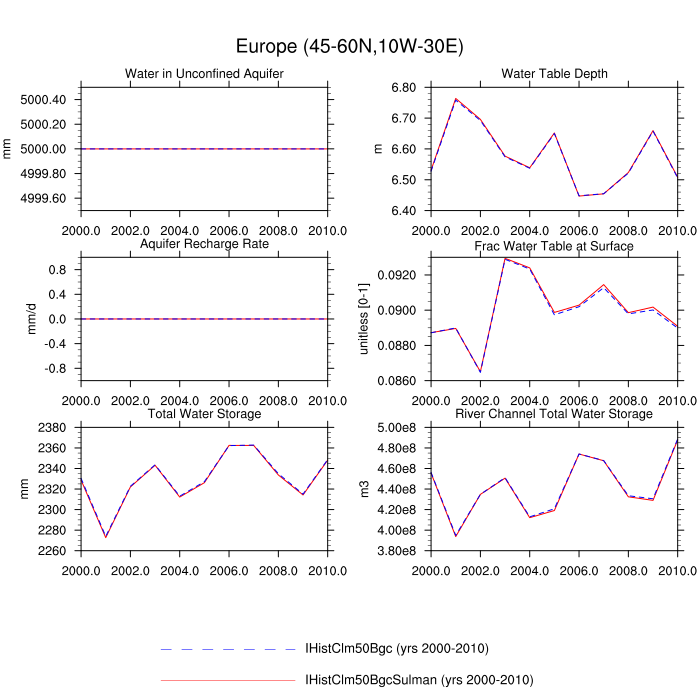 Europe (45-60N,10W-30E)
Water in Unconfined Aquifer
mm
5000.40
5000.20
5000.00
4999.80
4999.60
2000.0 2002.0 2004.0 2006.0 2008.0 2010.0
Water Table Depth
m
6.80
6.70
6.60
6.50
6.40
2000.0 2002.0 2004.0 2006.0 2008.0 2010.0
Aquifer Recharge Rate
mm/d
0.8
0.4
0.0
-0.4
-0.8
2000.0 2002.0 2004.0 2006.0 2008.0 2010.0
Frac Water Table at Surface
unitless [0-1]
0.0920
0.0900
0.0880
0.0860
2000.0 2002.0 2004.0 2006.0 2008.0 2010.0
Total Water Storage
mm
2380
2360
2340
2320
2300
2280
2260
2000.0 2002.0 2004.0 2006.0 2008.0 2010.0
River Channel Total Water Storage
m3
5.00e8
4.80e8
4.60e8
4.40e8
4.20e8
4.00e8
3.80e8
2000.0 2002.0 2004.0 2006.0 2008.0 2010.0
IHistClm50Bgc (yrs 2000-2010)
IHistClm50BgcSulman (yrs 2000-2010)